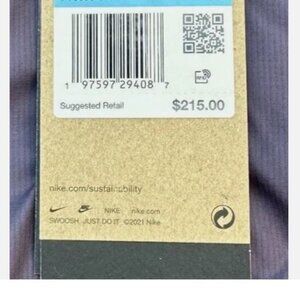 1 97597 29408 7
Suggested Retail $215.00
nike.com/sustainability
NIKE nike.com
SWOOSH, JUST DO IT ©2021 Nike